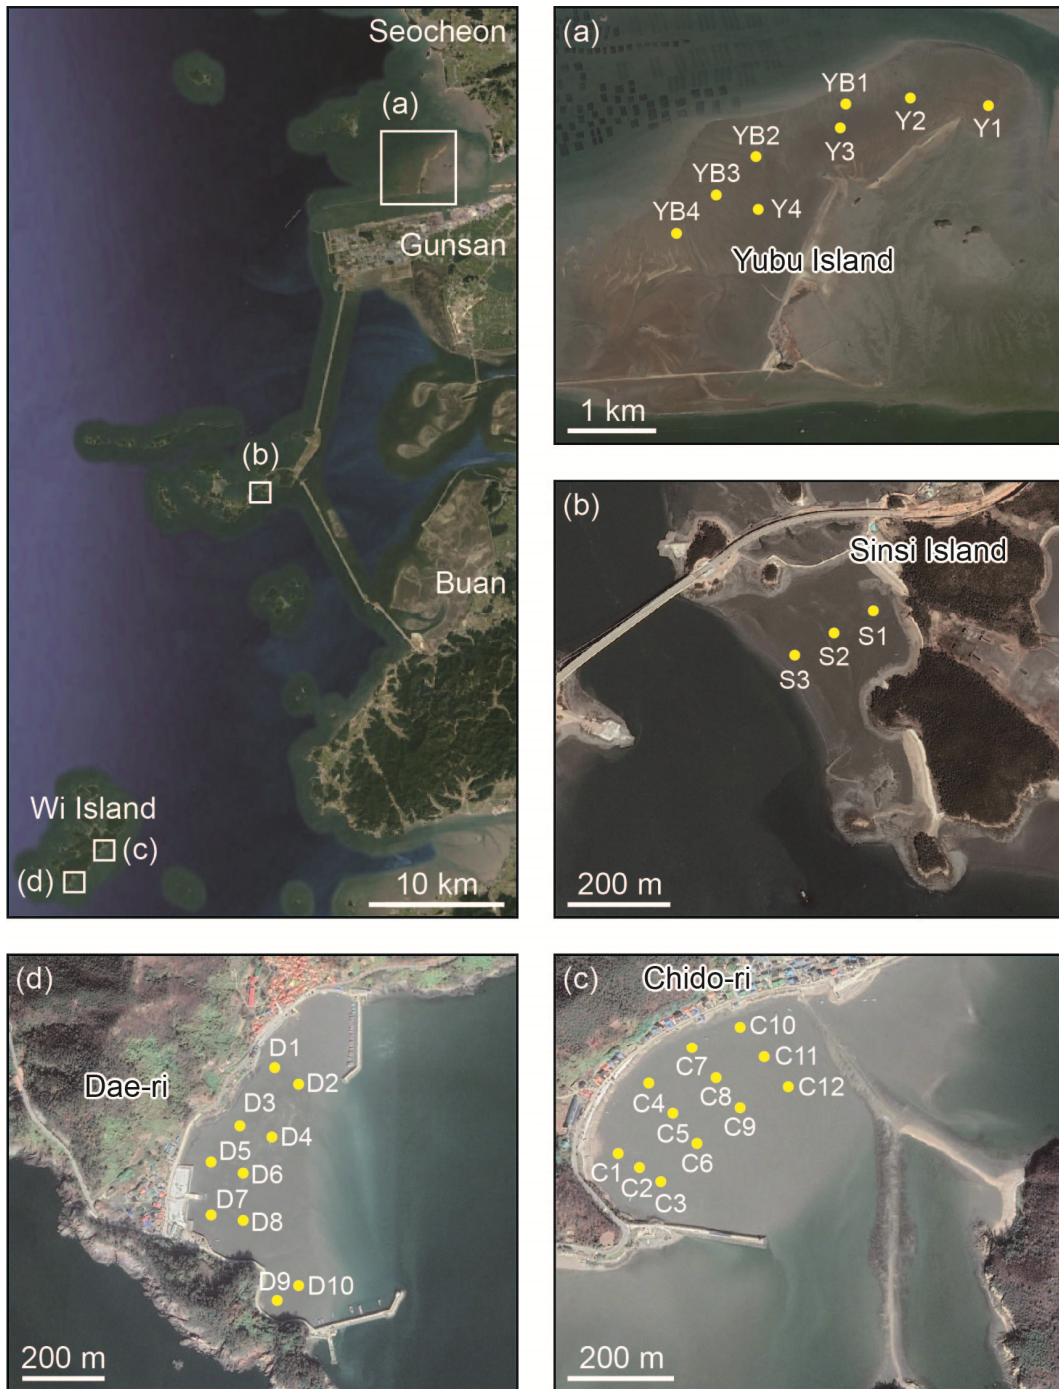 Seocheon
(a)
Gunsan
(b)
Buan
Wi Island
(c)
(d)
10 km
(a)
YB1
Y2
Y1
Y3
YB2
YB3
Y4
YB4
Yubu Island
1 km
(b)
Sinsi Island
S1
S2
S3
200 m
(d)
D1
D2
Dae-ri
D3
D4
D5
D6
D7
D8
D9
D10
200 m
(c)
Chido-ri
C10
C7
C11
C8
C12
C4
C9
C5
C6
C1
C2
C3
200 m